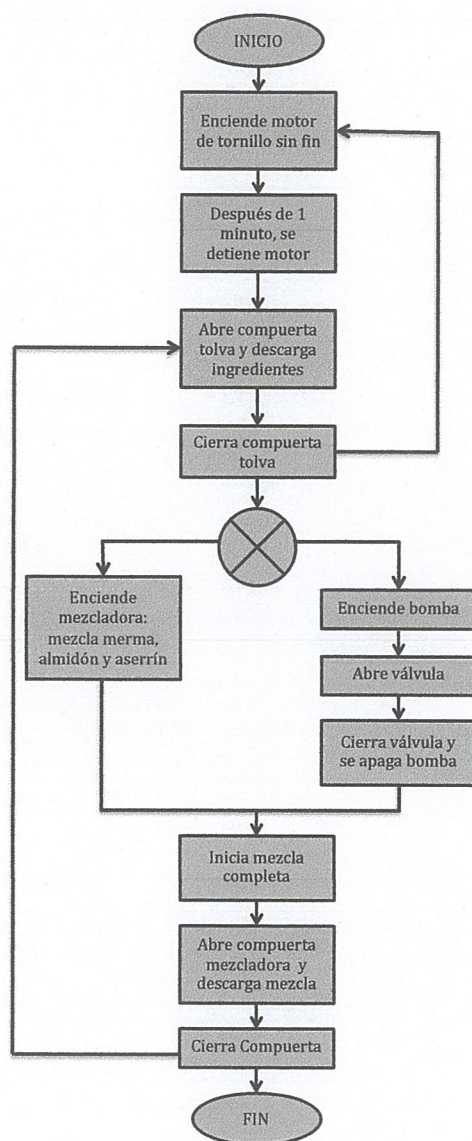 INICIO
Enciende motor
de tornillo sin fin
Después de 1
minuto, se
detiene motor
Abre compuerta
tolva y descarga
ingredientes
Cierra compuerta
tolva
Enciende
mezcladora:
mezcla merma,
almidón y aserrín
Enciende bomba
Abre válvula
Cierra válvula y
se apaga bomba
Inicia mezcla
completa
Abre compuerta
mezcladora y
descarga mezcla
Cierra Compuerta
FIN